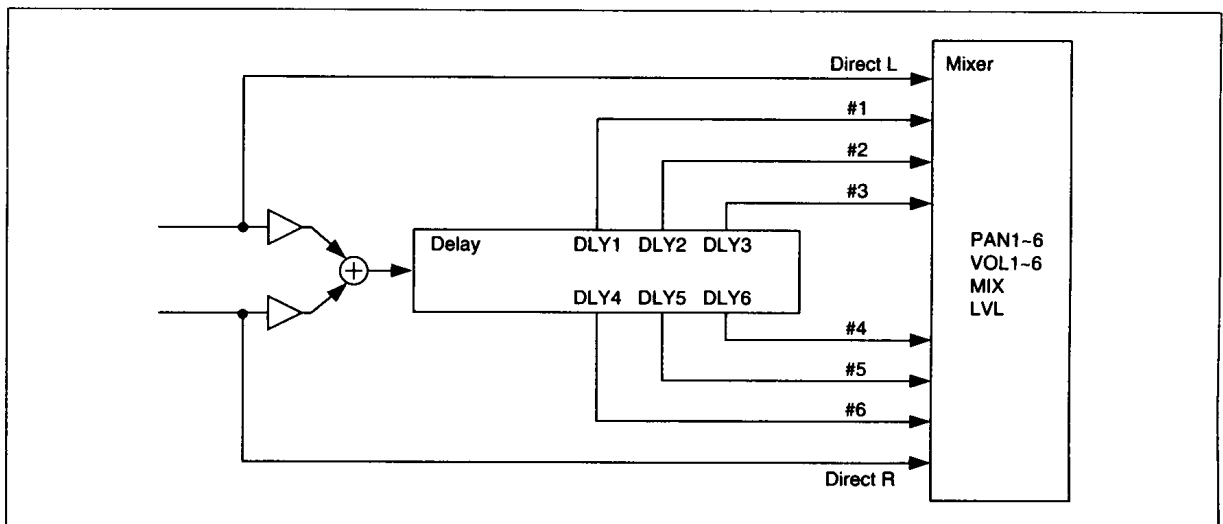 Direct L
Mixer
#1
#2
#3
Delay
DLY1 DLY2 DLY3
DLY4 DLY5 DLY6
PAN1~6
VOL1~6
MIX
LVL
#4
#5
#6
Direct R